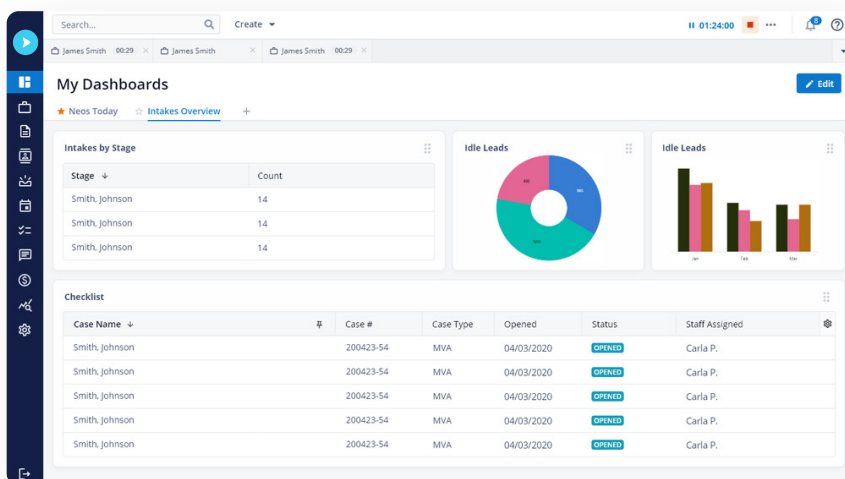 Search... Create 01:24:00
James Smith 00:29 James Smith James Smith 00:29
My Dashboards Edit
Neos Today Intakes Overview
Intakes by Stage Idle Leads Idle Leads
Stage Count
Smith, Johnson 14
Smith, Johnson 14
Smith, Johnson 14
Jan Feb Mar
Checklist
Case Name Case # Case Type Opened Status Staff Assigned
Smith, Johnson 200423-54 MVA 04/03/2020 OPENED Carla P.
Smith, Johnson 200423-54 MVA 04/03/2020 OPENED Carla P.
Smith, Johnson 200423-54 MVA 04/03/2020 OPENED Carla P.
Smith, Johnson 200423-54 MVA 04/03/2020 OPENED Carla P.
Smith, Johnson 200423-54 MVA 04/03/2020 OPENED Carla P.